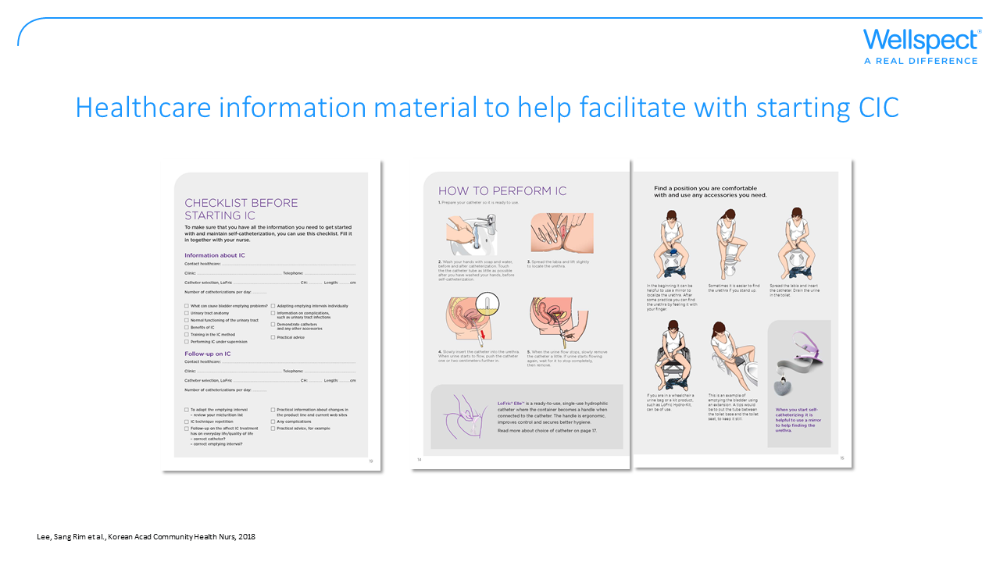 Wellspect®
A REAL DIFFERENCE
Healthcare information material to help facilitate with starting CIC
CHECKLIST BEFORE
STARTING IC
To make sure that you have all the information you need to get started
with and maintain self-catheterization, you can use this checklist. Fill it
in together with your nurse.
Information about IC
Contact healthcare:
Clinic: Telephone:
Catheter selection, LoFric CH: Length: cm
Number of catheterizations per day:
What can cause bladder emptying problems?
Urinary tract anatomy
Normal functioning of the urinary tract
Benefits of IC
Training in the IC method
Performing IC under supervision
Adapting emptying intervals individually
Information on complications,
such as urinary tract infections
Demonstrate catheters
and any other accessories
Practical advice
Follow-up on IC
Contact healthcare:
Clinic: Telephone:
Catheter selection, LoFric CH: Length: cm
Number of catheterizations per day:
To adapt the emptying interval
– review your micturition list
IC technique repetition
Follow-up on the affect IC treatment
has on everyday life/quality of life
– correct catheter?
– correct emptying interval?
Practical information about changes in
the product line and current web sites
Any complications
Practical advice, for example
19
HOW TO PERFORM IC
1. Prepare your catheter so it is ready to use.
2. Wash your hands with soap and water,
before and after catheterization. Touch
the the catheter tube as little as possible
after you have washed your hands, before
self-catheterization.
3. Spread the labia and lift slightly
to locate the urethra.
4. Slowly insert the catheter into the urethra.
When urine starts to flow, push the catheter
one or two centimeters further in.
5. When the urine flow stops, slowly remove
the catheter a little. If urine starts flowing
again, wait for it to stop completely,
then remove.
LoFric® Elle™ is a ready-to-use, single-use hydrophilic
catheter where the container becomes a handle when
connected to the catheter. The handle is ergonomic,
improves control and secures better hygiene.
Read more about choice of catheter on page 17.
14
Find a position you are comfortable
with and use any accessories you need.
In the beginning it can be
helpful to use a mirror to
localize the urethra. After
some practice you can find
the urethra by feeling it with
your finger.
Sometimes it is easier to find
the urethra if you stand up.
Spread the labia and insert
the catheter. Drain the urine
in the toilet.
If you are in a wheelchair a
urine bag or a kit product,
such as LoFric Hydro-Kit,
can be of use.
This is an example of
emptying the bladder using
an extension. A tips would
be to put the tube between
the toilet base and the toilet
seat, to keep it still.
When you start self-
catheterizing it is
helpful to use a mirror
to help finding the
urethra.
15
Lee, Sang Rim et al., Korean Acad Community Health Nurs, 2018